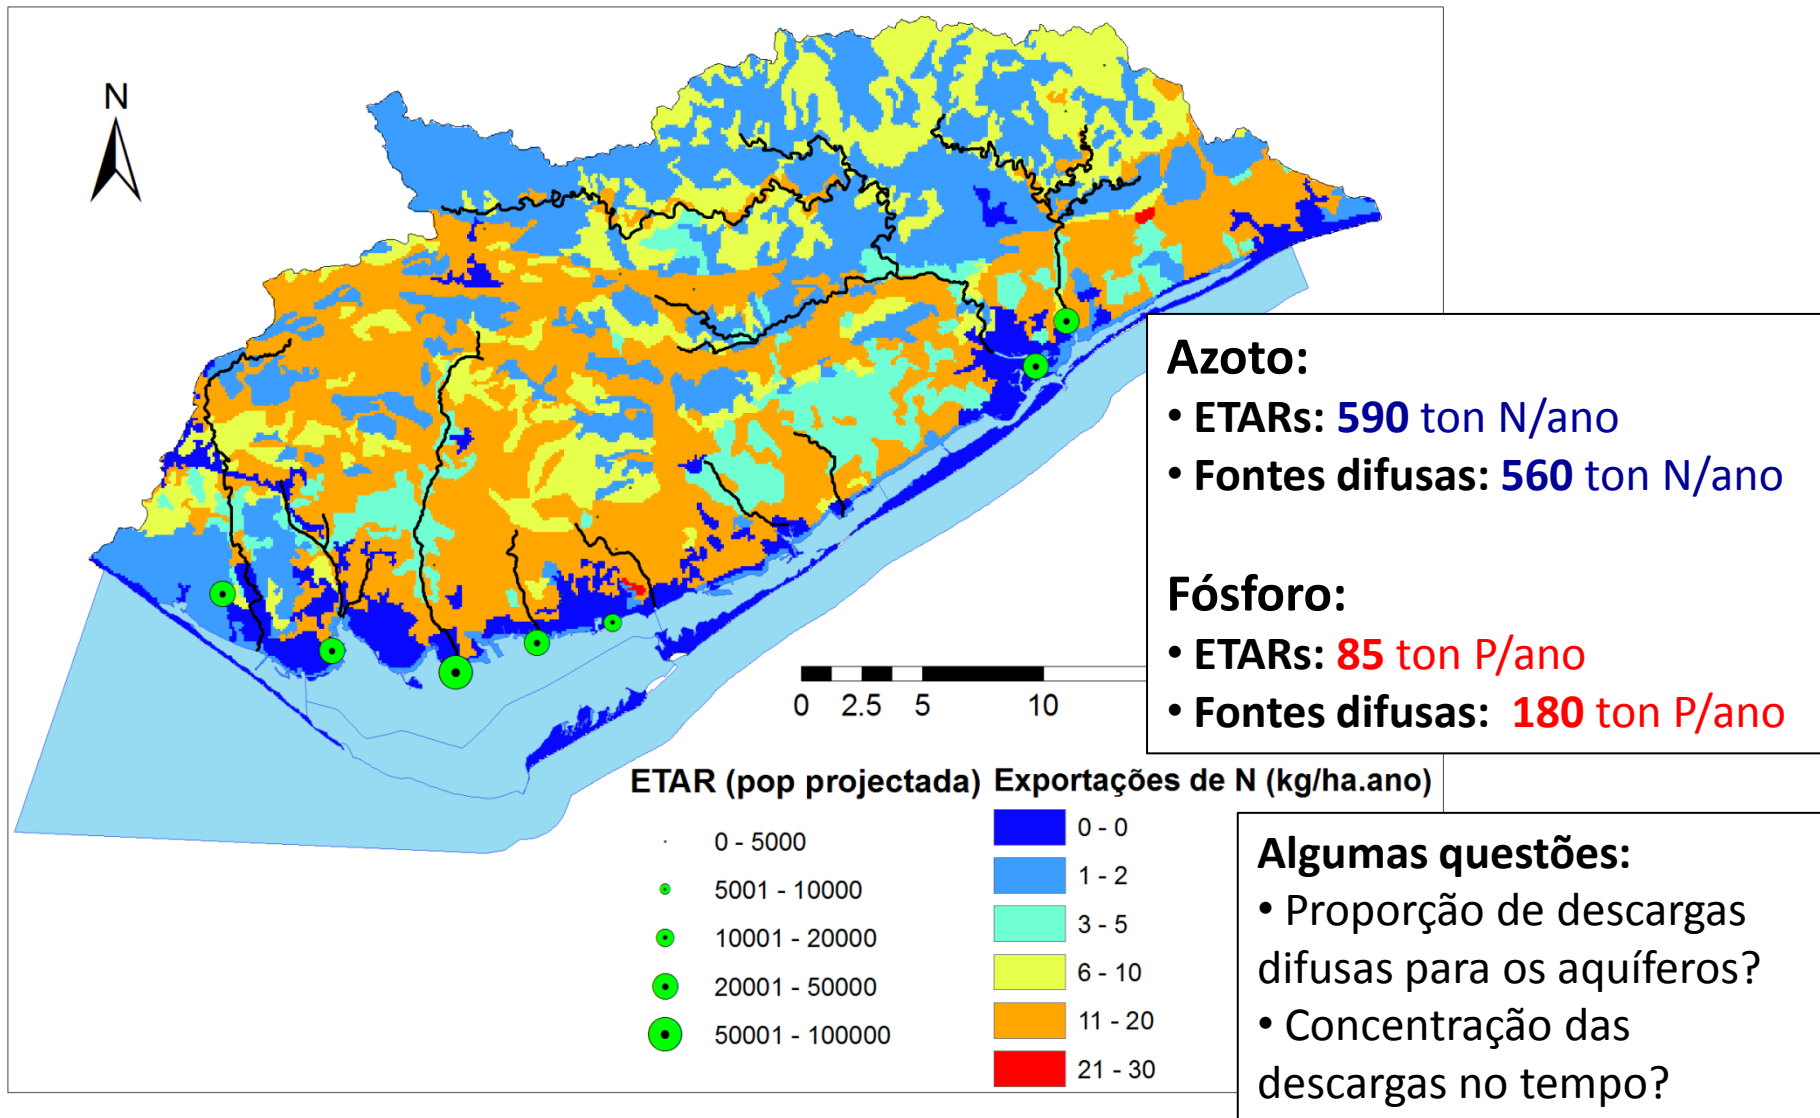 N
Azoto:
• ETARs: 590 ton N/ano
• Fontes difusas: 560 ton N/ano
Fósforo:
• ETARs: 85 ton P/ano
• Fontes difusas: 180 ton P/ano
0 2.5 5 10
ETAR (pop projectada)
0 - 5000
5001 - 10000
10001 - 20000
20001 - 50000
50001 - 100000
Exportações de N (kg/ha.ano)
0 - 0
1 - 2
3 - 5
6 - 10
11 - 20
21 - 30
Algumas questões:
• Proporção de descargas
difusas para os aquíferos?
• Concentração das
descargas no tempo?